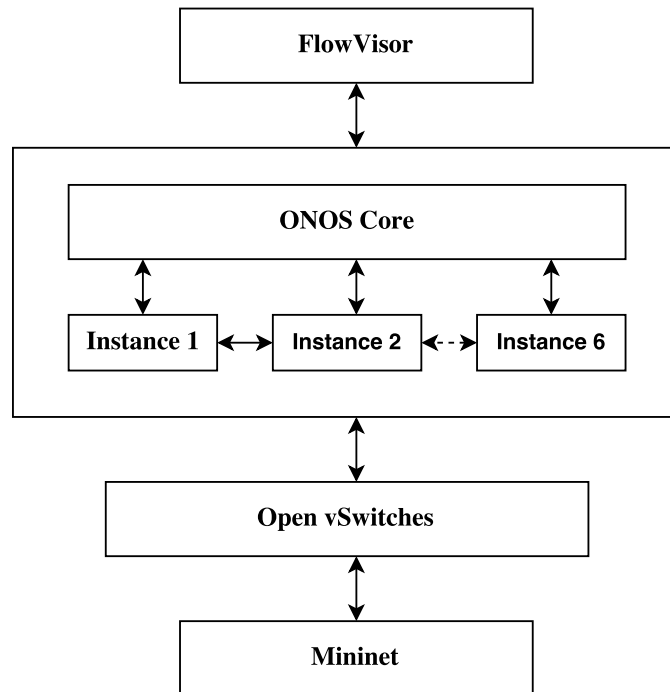 FlowVisor
ONOS Core
Instance 1
Instance 2
Instance 6
Open vSwitches
Mininet